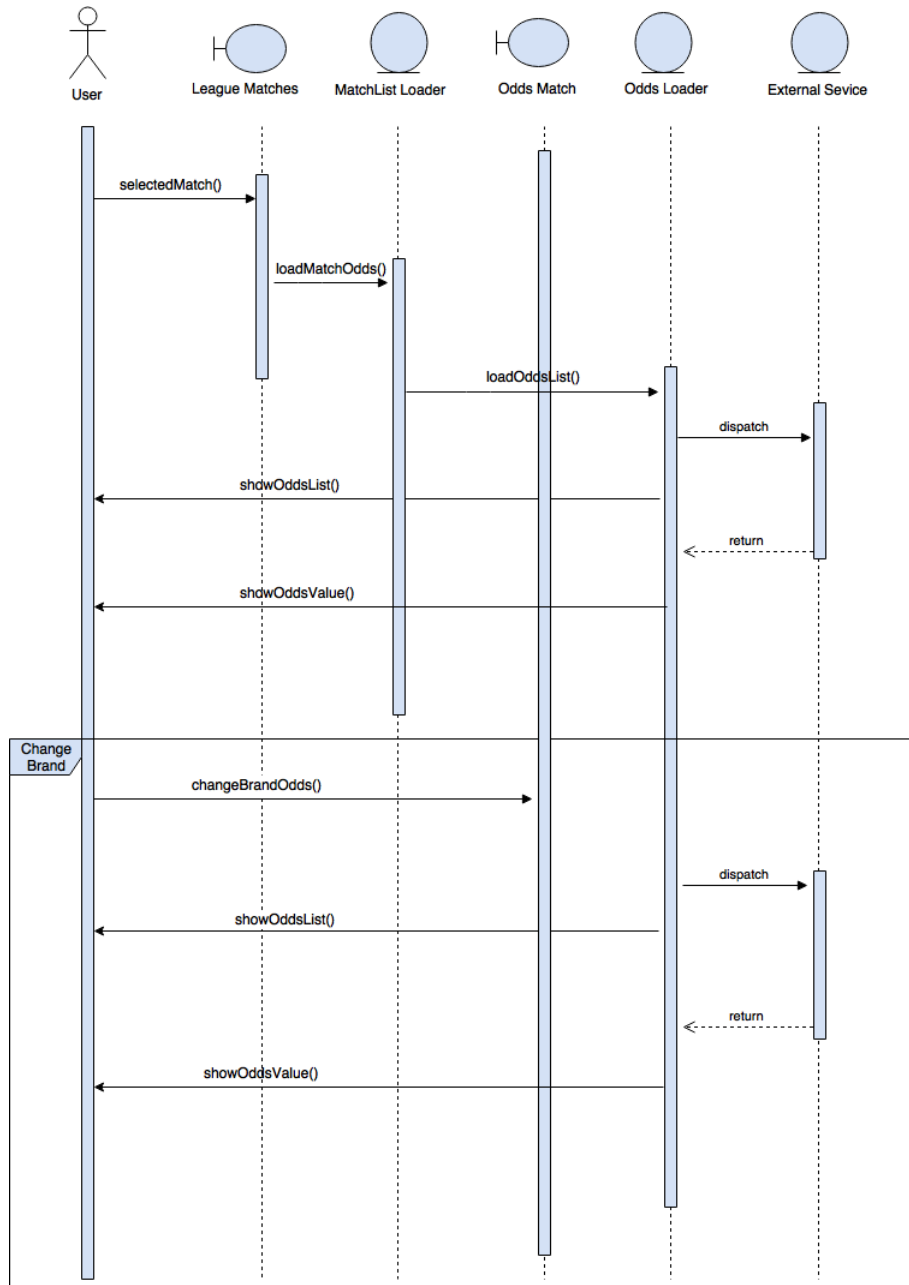 User
League Matches
MatchList Loader
Odds Match
Odds Loader
External Sevice
selectedMatch()
loadMatchOdds()
loadOddsList()
dispatch
showOddsList()
return
showOddsValue()
Change
Brand
changeBrandOdds()
dispatch
showOddsList()
return
showOddsValue()